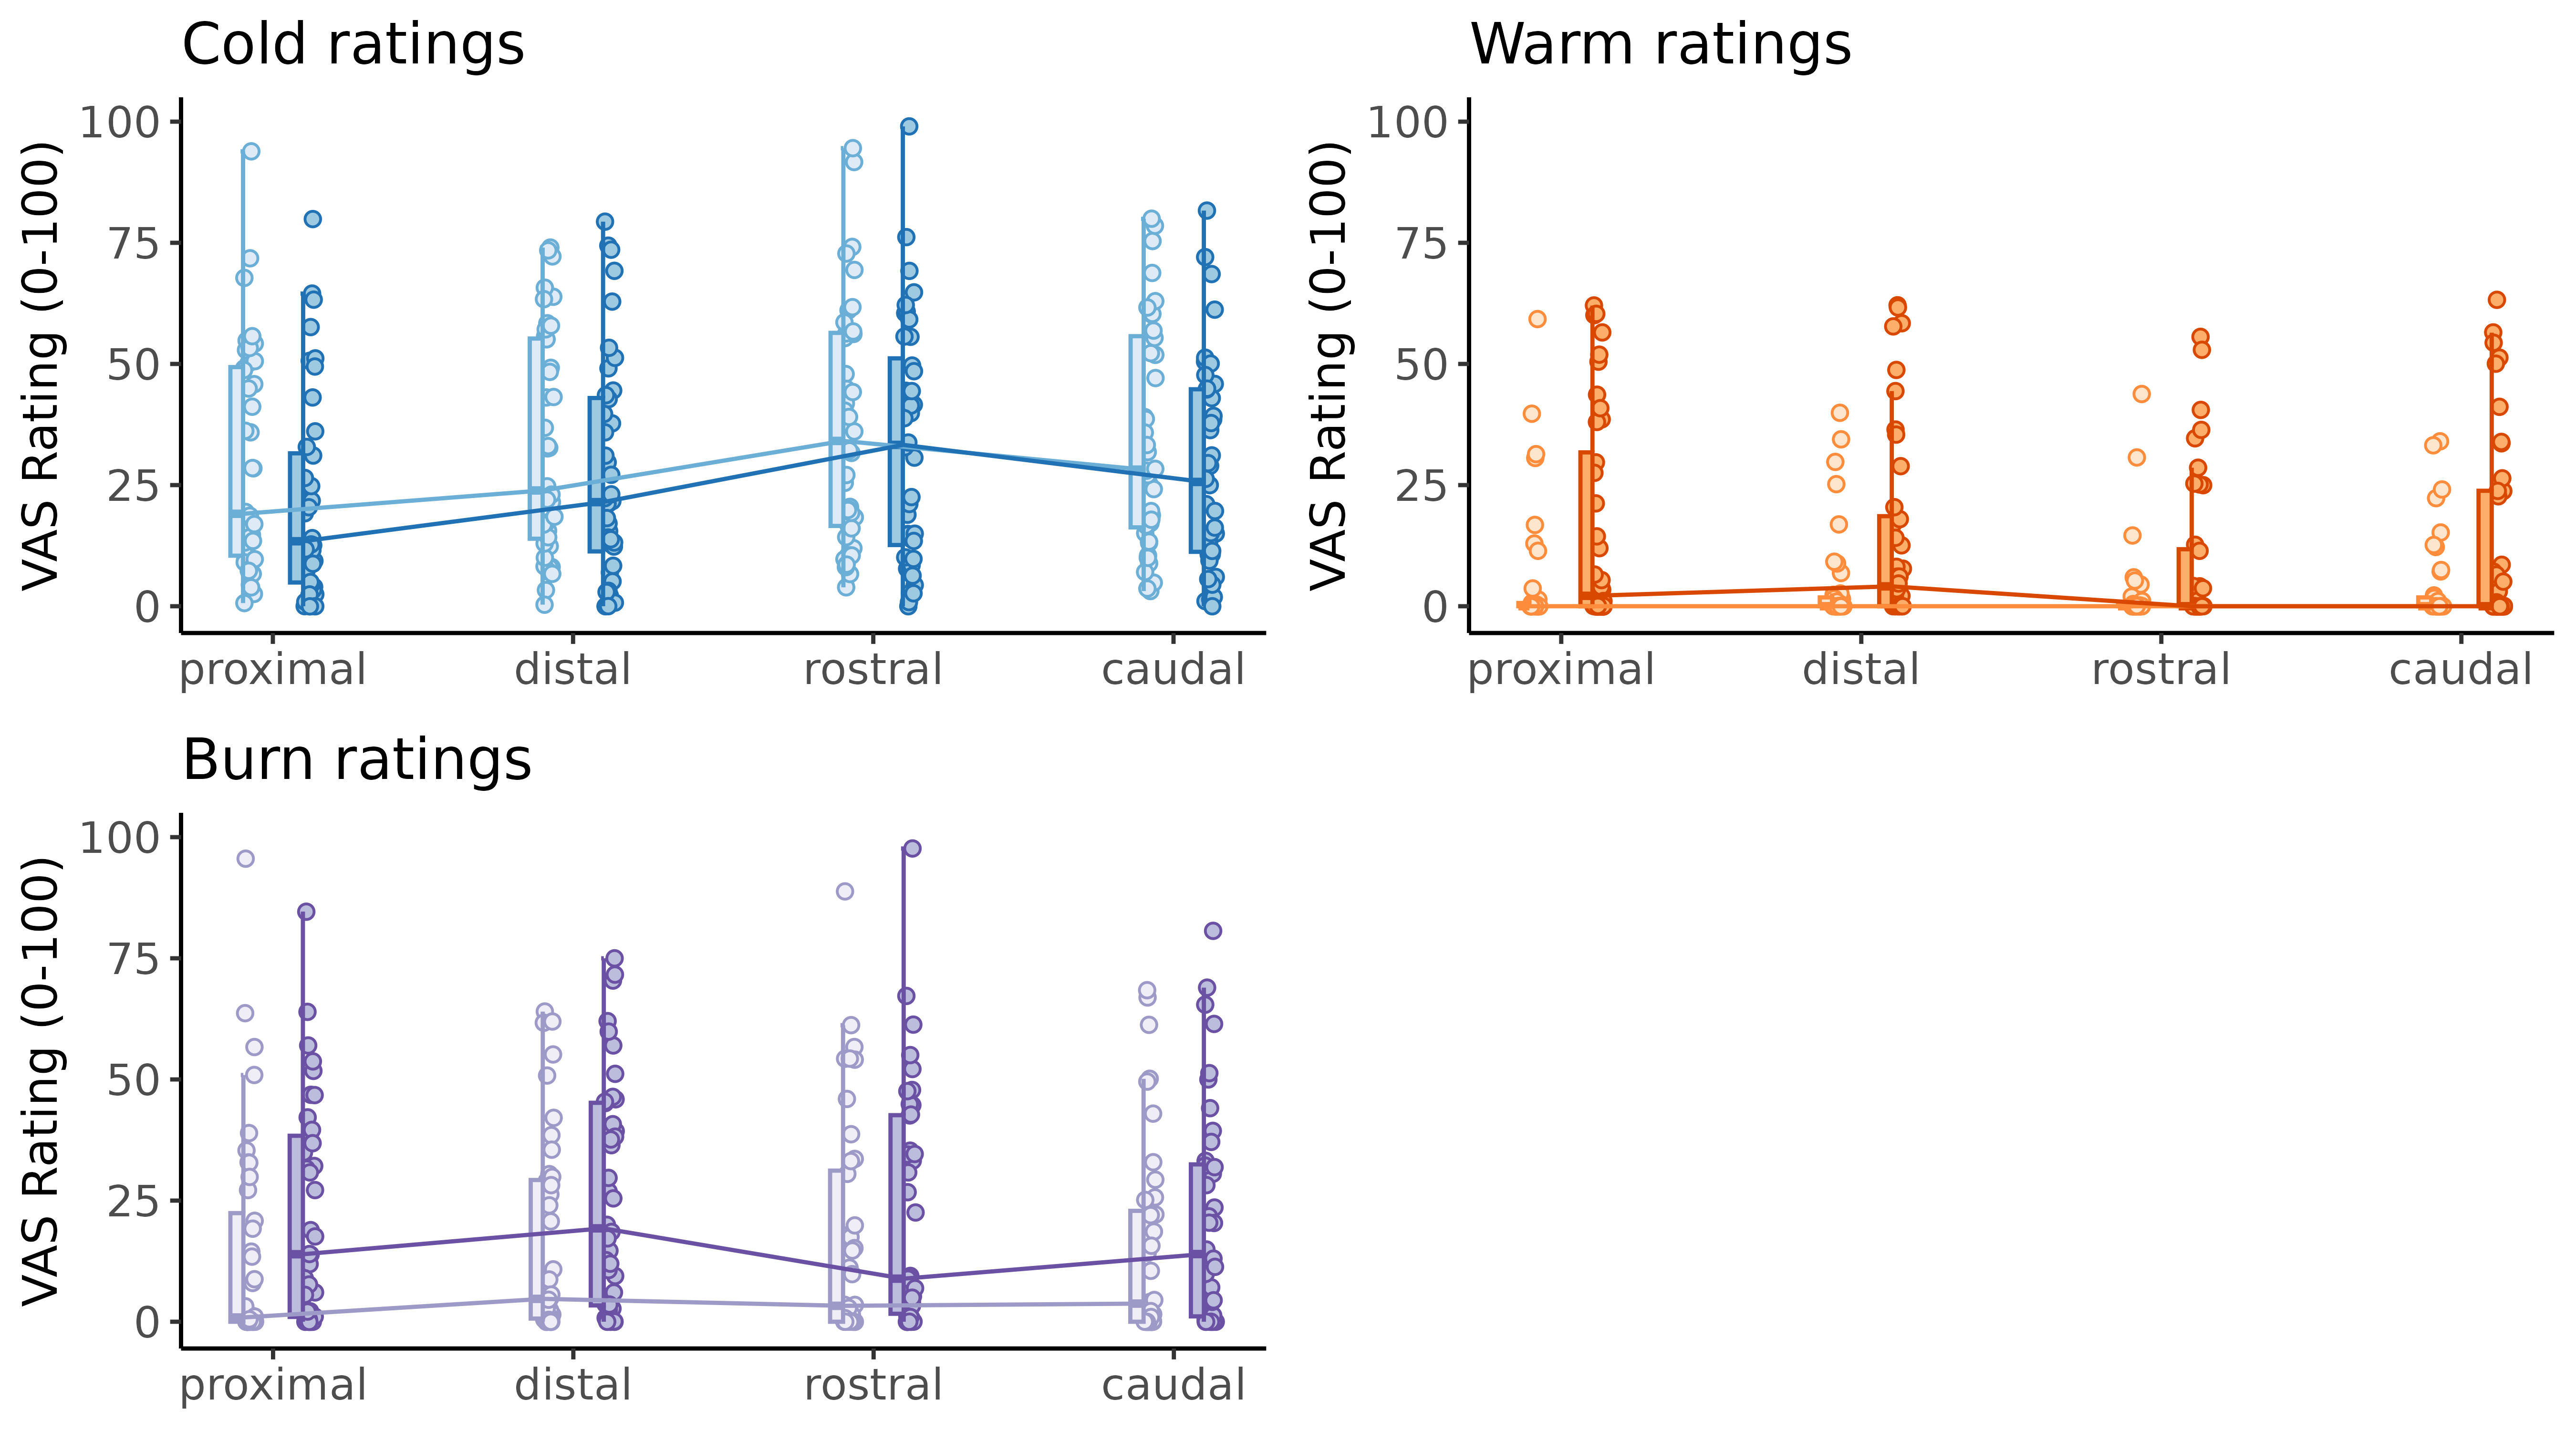 Cold ratings
VAS Rating (0-100)
100
75
50
25
0
proximal distal rostral caudal
Warm ratings
VAS Rating (0-100)
100
75
50
25
0
proximal distal rostral caudal
Burn ratings
VAS Rating (0-100)
100
75
50
25
0
proximal distal rostral caudal